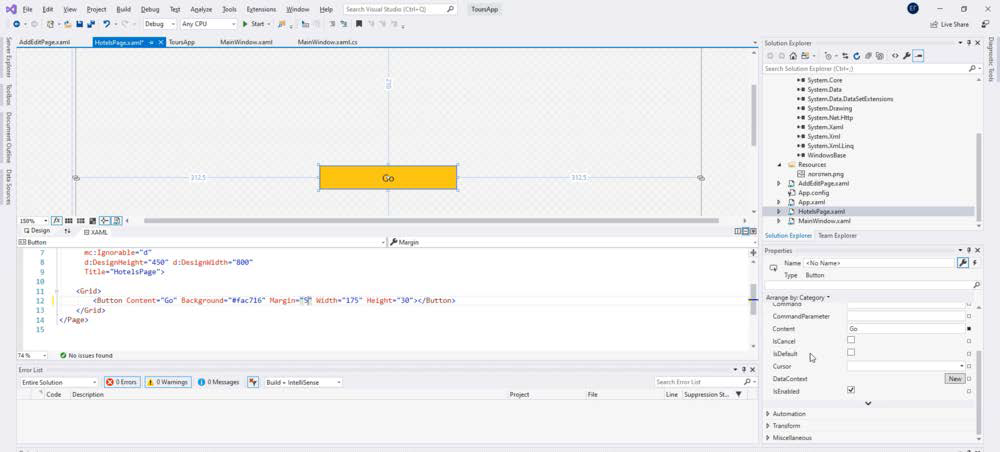 File Edit View Git Project Build Debug Test Analyze Tools Extensions Window Help Search Visual Studio (Ctrl+Q) ToursApp EF
Debug Any CPU Start Live Share
AddEditPage.xaml HotelsPage.xaml* ToursApp MainWindow.xaml MainWindow.xaml.cs
Server Explorer
Toolbox
Document Outline
Data Sources
Diagnostic Tools
210
312.5 Go 312.5
150%
Design XAML
Button Margin
7 mc:Ignorable="d"
8 d:DesignHeight="450" d:DesignWidth="800"
9 Title="HotelsPage">
10
11 <Grid>
12 <Button Content="Go" Background="#fac716" Margin="5" Width="175" Height="30"></Button>
13 </Grid>
14 </Page>
15
74 % No issues found
Error List
Entire Solution 0 Errors 0 Warnings 0 Messages Build + IntelliSense Search Error List
Code Description Project File Line Suppression St...
Solution Explorer
Search Solution Explorer (Ctrl+;)
System.Core
System.Data
System.Data.DataSetExtensions
System.Drawing
System.Net.Http
System.Xaml
System.Xml
System.Xml.Linq
WindowsBase
Resources
AddEditPage.xaml
App.config
App.xaml
HotelsPage.xaml
MainWindow.xaml
Solution Explorer Team Explorer
Properties
Name <No Name>
Type Button
Arrange by: Category
Command
CommandParameter
Content Go
IsCancel
IsDefault
Cursor
DataContext New
IsEnabled
Automation
Transform
Miscellaneous